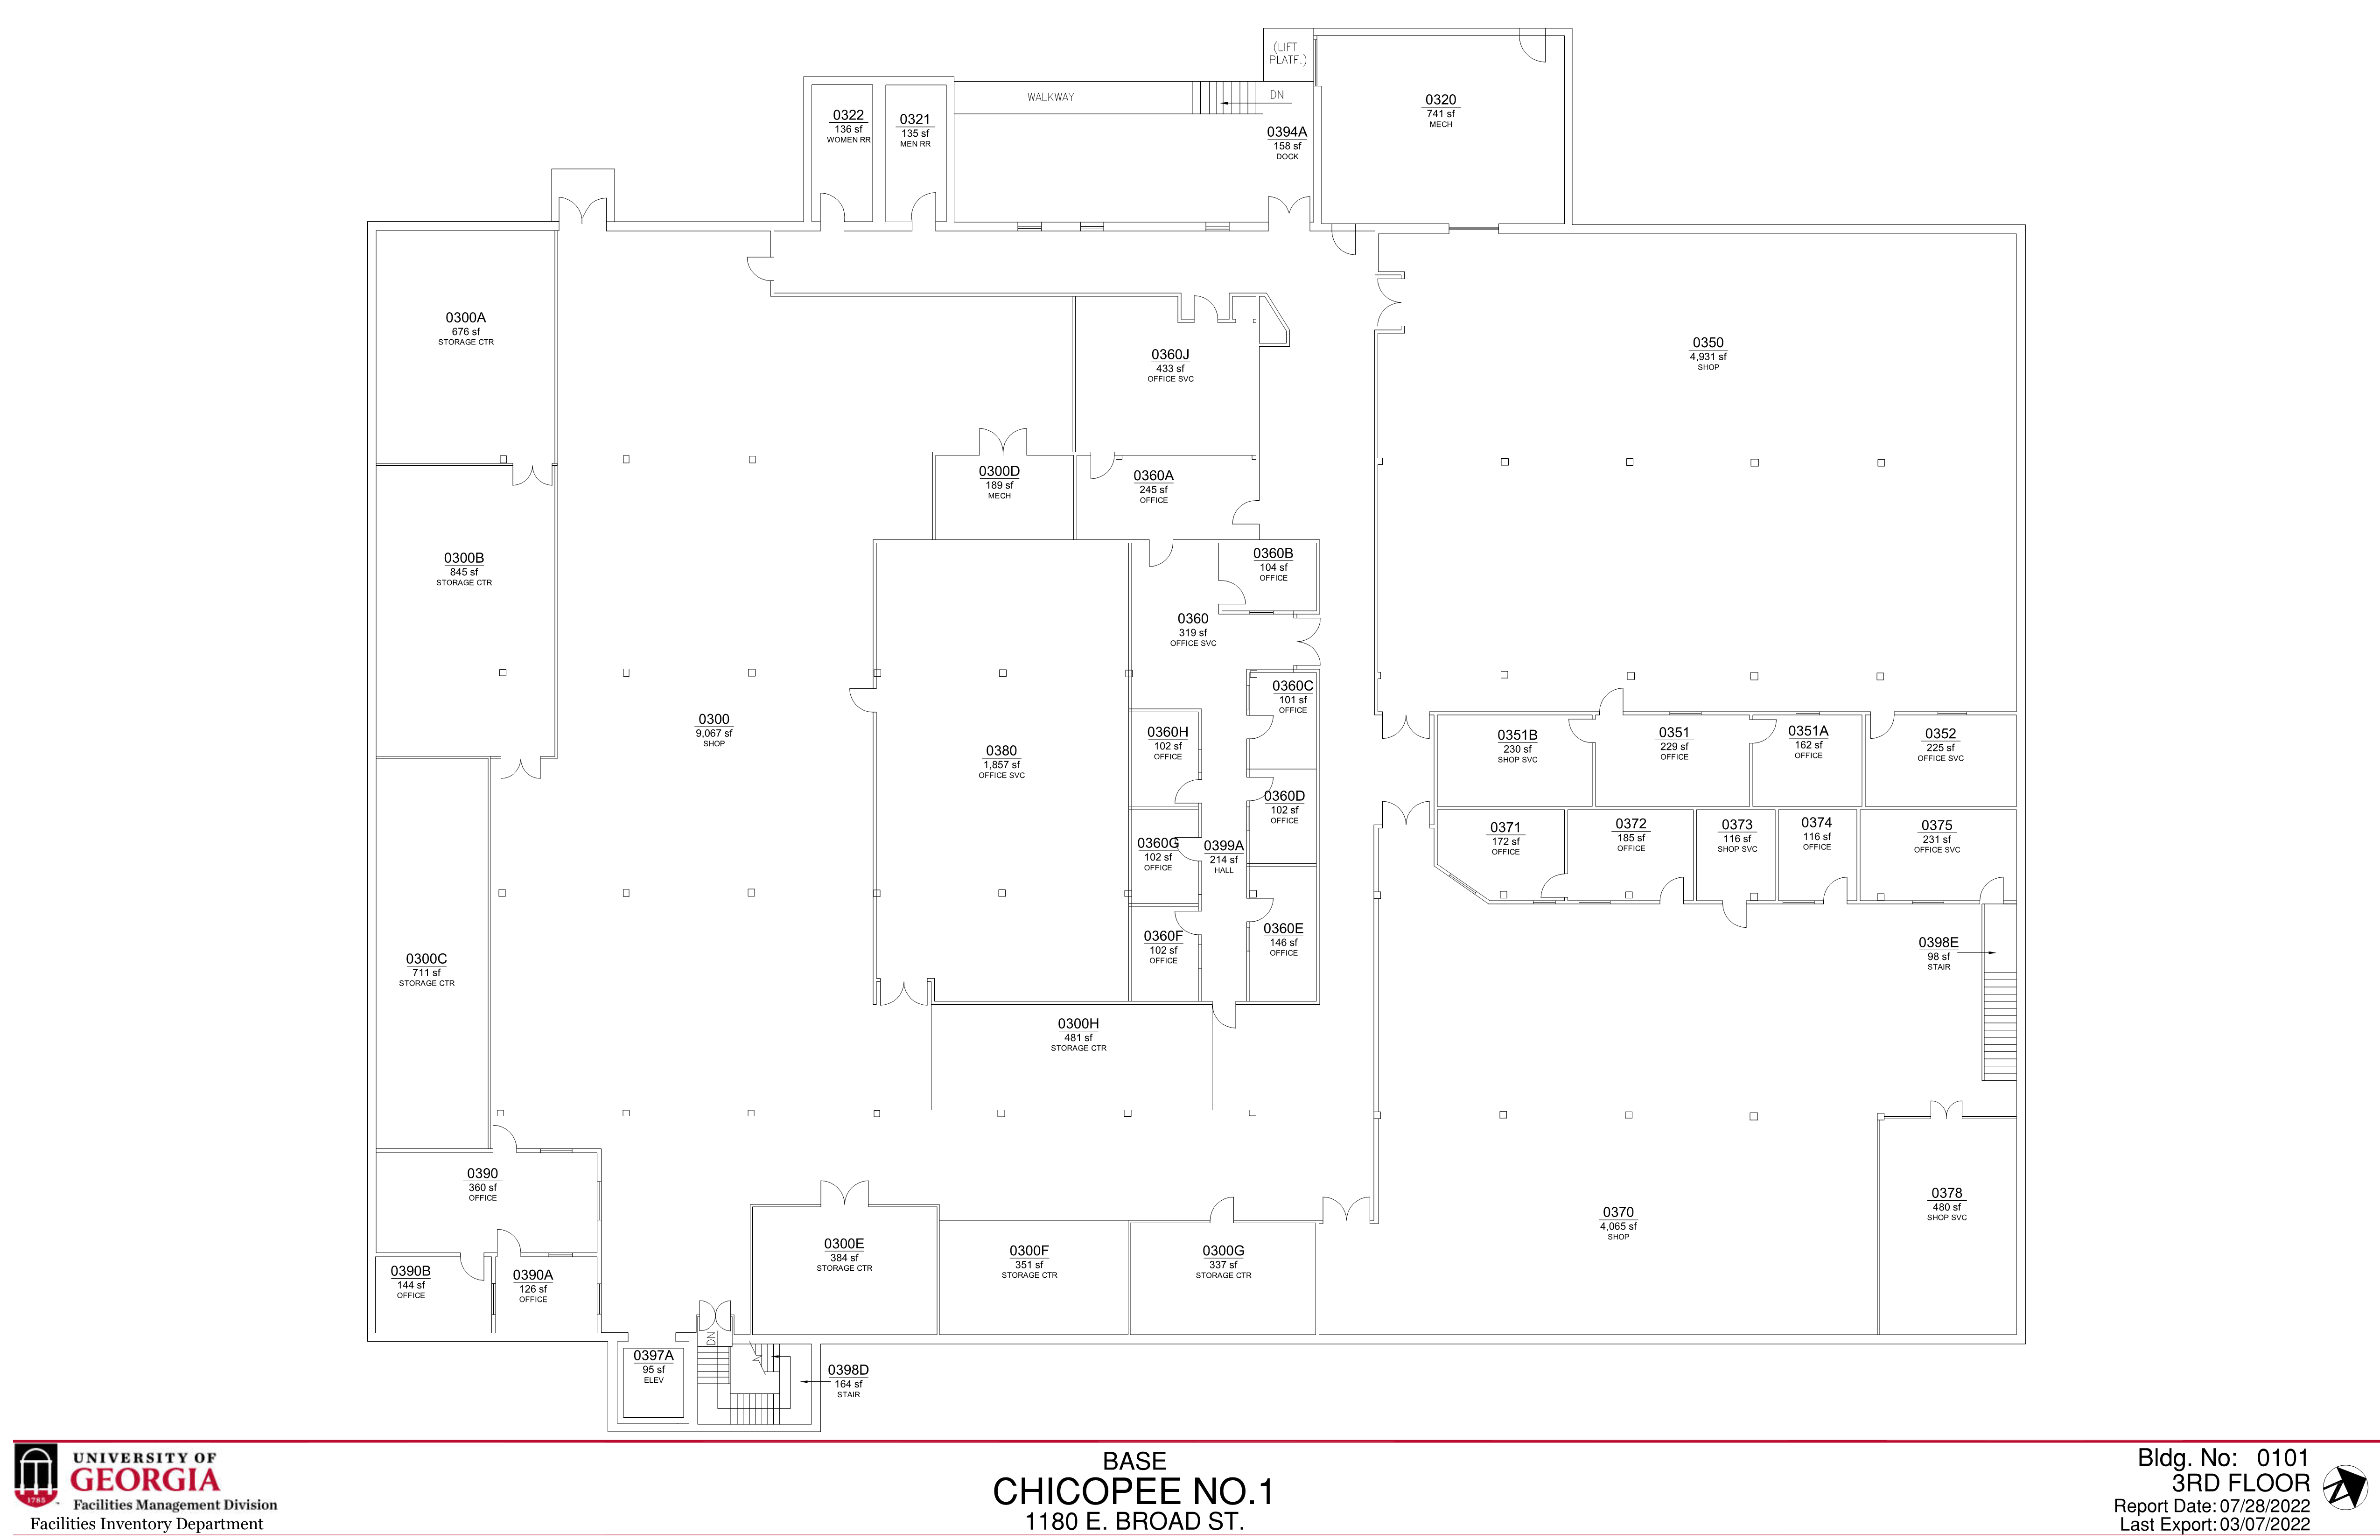 (LIFT
PLATF.)
WALKWAY
DN
0322
136 sf
WOMEN RR
0321
135 sf
MEN RR
0394A
158 sf
DOCK
0320
741 sf
MECH
0300A
676 sf
STORAGE CTR
0360J
433 sf
OFFICE SVC
0350
4,931 sf
SHOP
0300D
189 sf
MECH
0360A
245 sf
OFFICE
0300B
845 sf
STORAGE CTR
0360B
104 sf
OFFICE
0360
319 sf
OFFICE SVC
0300
9,067 sf
SHOP
0380
1,857 sf
OFFICE SVC
0360C
101 sf
OFFICE
0360H
102 sf
OFFICE
0360D
102 sf
OFFICE
0360G
102 sf
OFFICE
0399A
214 sf
HALL
0360F
102 sf
OFFICE
0360E
146 sf
OFFICE
0351B
230 sf
SHOP SVC
0351
229 sf
OFFICE
0351A
162 sf
OFFICE
0352
225 sf
OFFICE SVC
0371
172 sf
OFFICE
0372
185 sf
OFFICE
0373
116 sf
SHOP SVC
0374
116 sf
OFFICE
0375
231 sf
OFFICE SVC
0398E
98 sf
STAIR
0300C
711 sf
STORAGE CTR
0300H
481 sf
STORAGE CTR
0390
360 sf
OFFICE
0390B
144 sf
OFFICE
0390A
126 sf
OFFICE
0300E
384 sf
STORAGE CTR
0300F
351 sf
STORAGE CTR
0300G
337 sf
STORAGE CTR
0370
4,065 sf
SHOP
0378
480 sf
SHOP SVC
DN
0397A
95 sf
ELEV
0398D
164 sf
STAIR
1785
UNIVERSITY OF
GEORGIA
Facilities Management Division
Facilities Inventory Department
BASE
CHICOPEE NO.1
1180 E. BROAD ST.
Bldg. No: 0101
3RD FLOOR
Report Date: 07/28/2022
Last Export: 03/07/2022